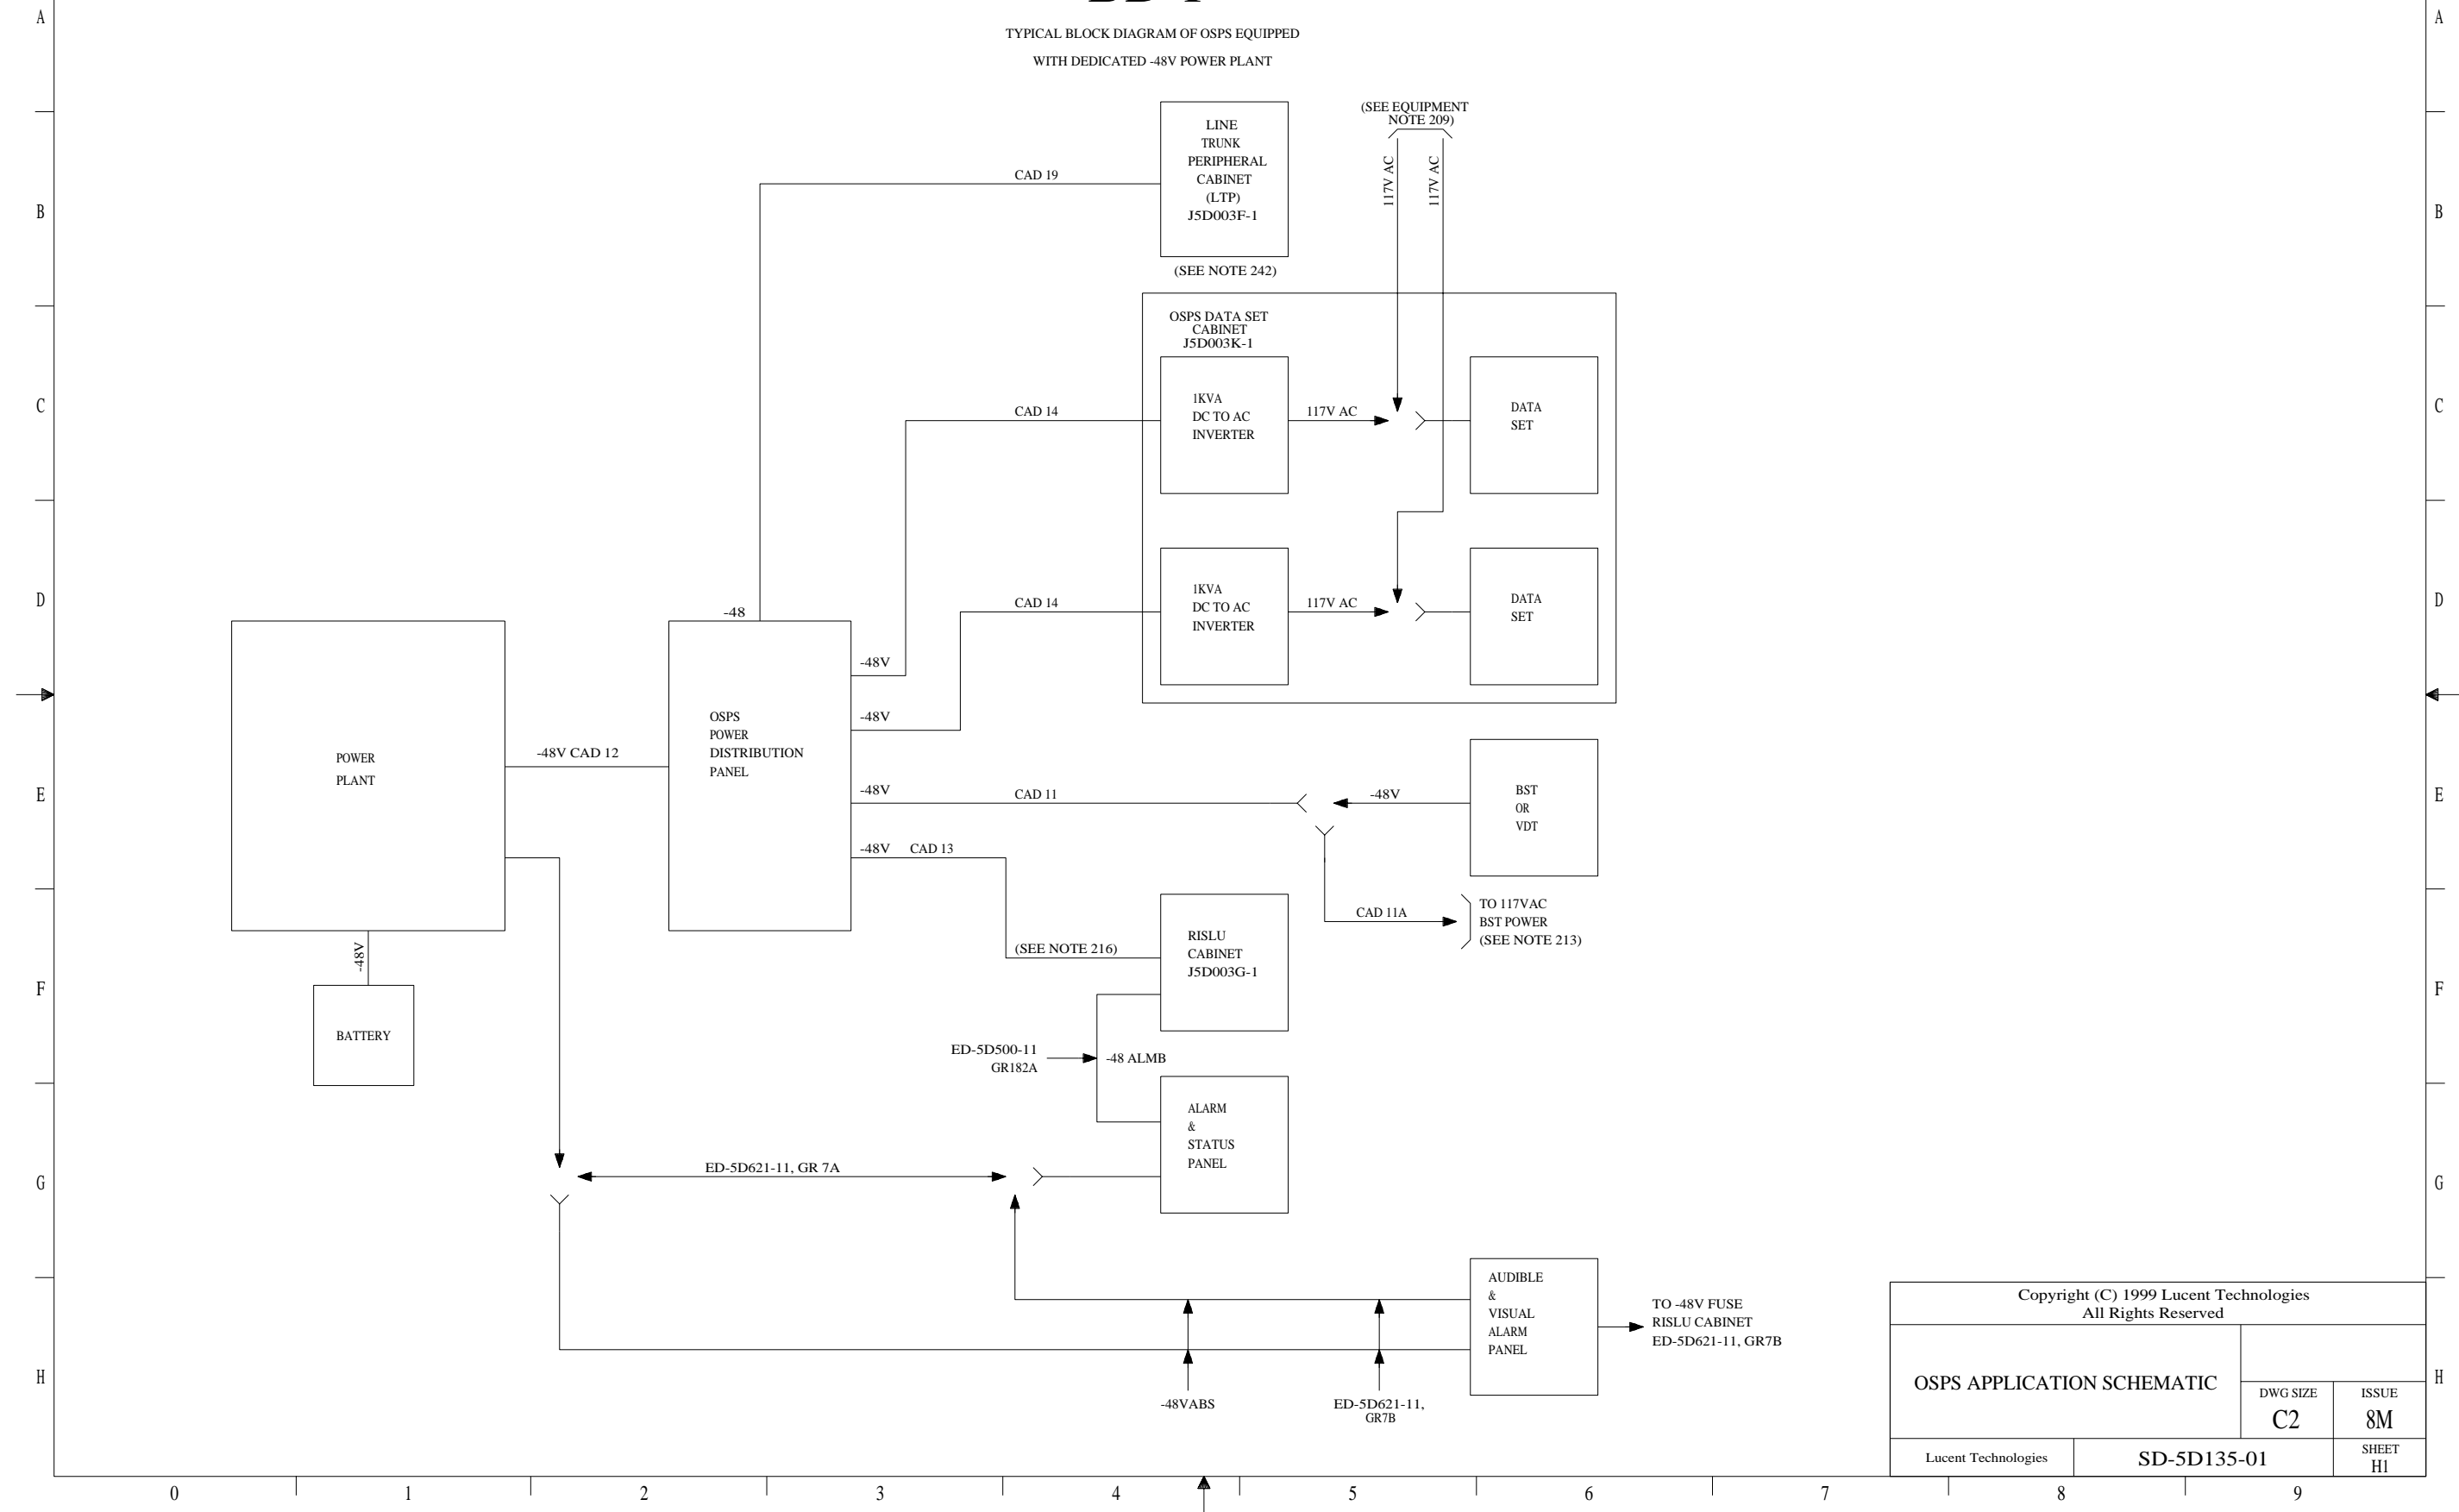 A
A
TYPICAL BLOCK DIAGRAM OF OSPS EQUIPPED
WITH DEDICATED -48V POWER PLANT
(SEE EQUIPMENT
NOTE 209)
LINE
TRUNK
PERIPHERAL
CABINET
(LTP)
J5D003F-1
117V AC
117V AC
CAD 19
B
B
(SEE NOTE 242)
OSPS DATA SET
CABINET
J5D003K-1
C
C
CAD 14
1KVA
DC TO AC
INVERTER
117V AC
DATA
SET
D
D
-48
CAD 14
1KVA
DC TO AC
INVERTER
117V AC
DATA
SET
-48V
-48V
POWER
PLANT
-48V CAD 12
OSPS
POWER
DISTRIBUTION
PANEL
E
E
-48V
CAD 11
-48V
BST
OR
VDT
-48V
CAD 13
CAD 11A
TO 117VAC
BST POWER
(SEE NOTE 213)
-48V
(SEE NOTE 216)
RISLU
CABINET
J5D003G-1
F
F
BATTERY
ED-5D500-11
GR182A
-48 ALMB
ALARM
&
STATUS
PANEL
G
G
ED-5D621-11, GR 7A
AUDIBLE
&
VISUAL
ALARM
PANEL
TO -48V FUSE
RISLU CABINET
ED-5D621-11, GR7B
H
H
-48VABS
ED-5D621-11,
GR7B
Copyright (C) 1999 Lucent Technologies
All Rights Reserved
OSPS APPLICATION SCHEMATIC
DWG SIZE
C2
ISSUE
8M
Lucent Technologies
SD-5D135-01
SHEET
H1
0 1 2 3 4 5 6 7 8 9